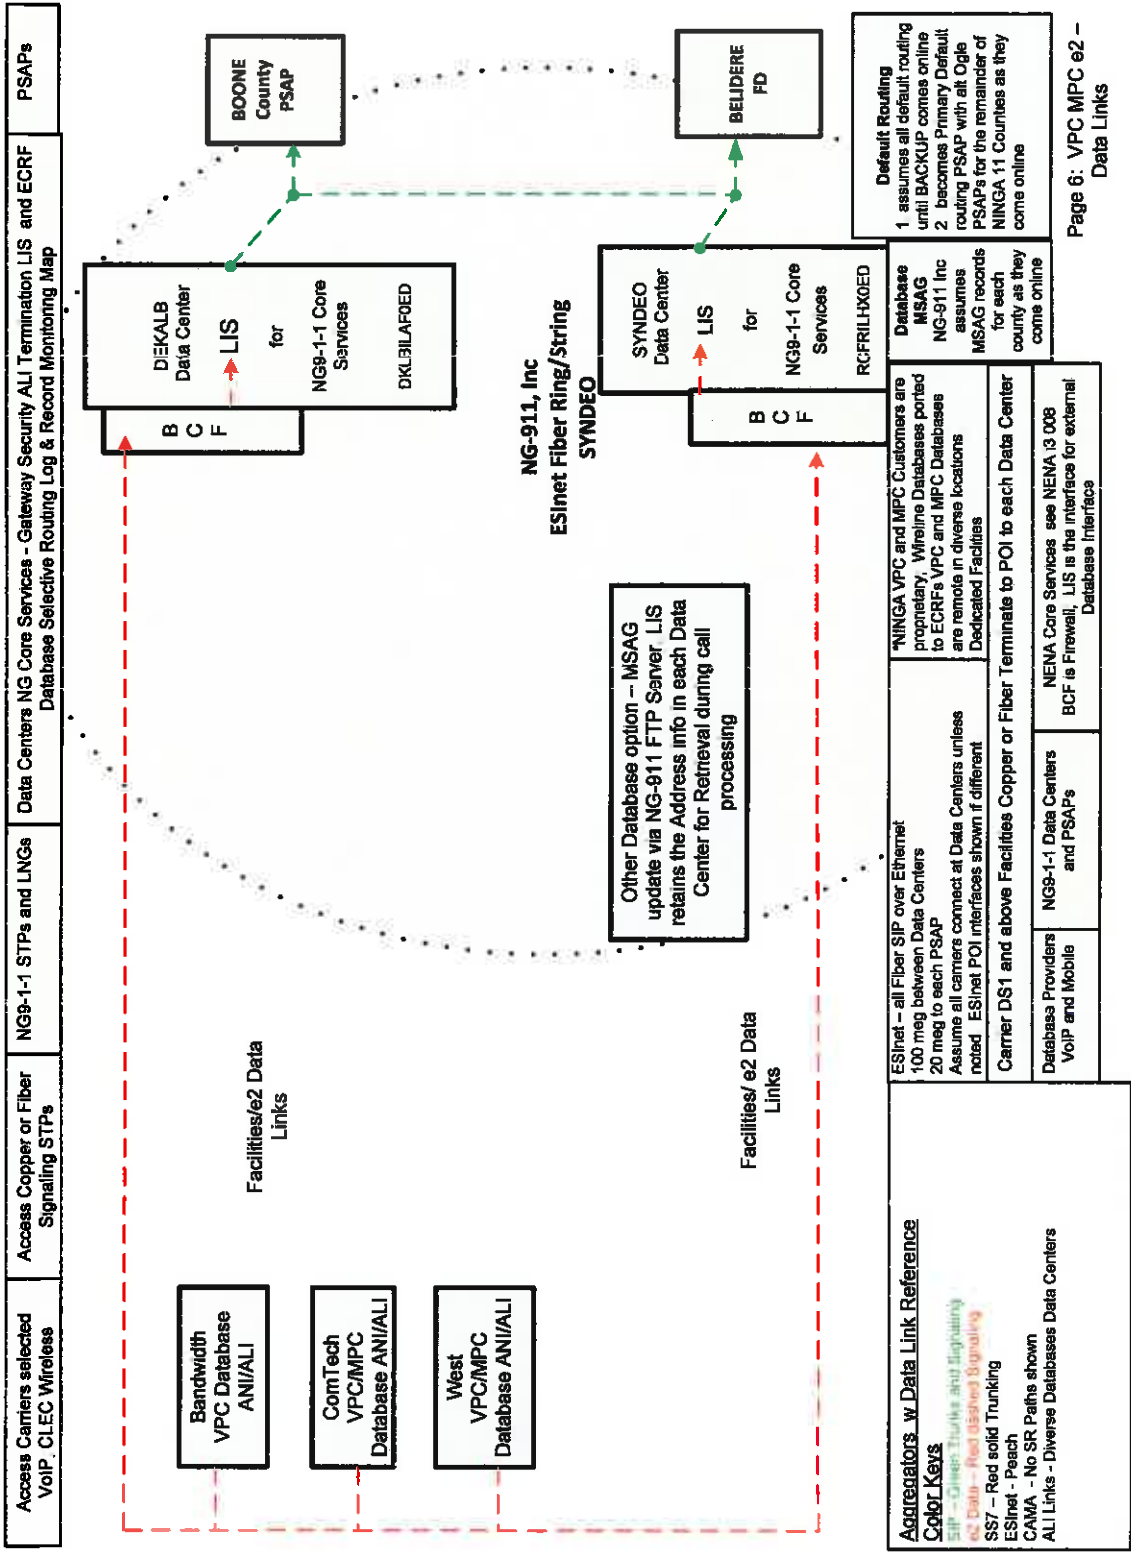 Access Carriers selected
VoIP, CLEC Wireless
Access Copper or Fiber
Signaling STPs
NG9-1-1 STPs and LNGs
Data Centers NG Core Services - Gateway Security ALI Termination LIS and ECRF
Database Selective Routing Log & Record Monitoring Map
PSAPs
Bandwidth
VPC Database
ANI/ALI
ComTech
VPC/MPC
Database ANI/ALI
West
VPC/MPC
Database ANI/ALI
Facilities/e2 Data
Links
Facilities/ e2 Data
Links
B
C
F
DEKALB
Data Center
LIS
for
NG9-1-1 Core
Services
DKLBILAF0ED
BOONE
County
PSAP
NG-911, Inc
ESInet Fiber Ring/String
SYNDEO
Other Database option – MSAG
update via NG-911 FTP Server, LIS
retains the Address info in each Data
Center for Retrieval during call
processing
B
C
F
SYNDEO
Data Center
LIS
for
NG9-1-1 Core
Services
RCFRILHX0ED
BELIDERE
FD
Aggregators w Data Link Reference
Color Keys
SIP – Green Trunks and Signaling
e2 Data – Red dashed Signaling
SS7 – Red solid Trunking
ESInet - Peach
CAMA - No SR Paths shown
ALI Links - Diverse Databases Data Centers
ESInet – all Fiber SIP over Ethernet
100 meg between Data Centers
20 meg to each PSAP
Assume all carriers connect at Data Centers unless
noted ESInet POI interfaces shown if different
*NINGA VPC and MPC Customers are
proprietary, Wireline Databases ported
to ECRFs VPC and MPC Databases
are remote in diverse locations
Dedicated Facilities
Carrier DS1 and above Facilities Copper or Fiber Terminate to POI to each Data Center
Database Providers
VoIP and Mobile
NG9-1-1 Data Centers
and PSAPs
NENA Core Services see NENA i3 008
BCF is Firewall, LIS is the interface for external
Database Interface
Database
MSAG
NG-911 Inc
assumes
MSAG records
for each
county as they
come online
Default Routing
1 assumes all default routing
until BACKUP comes online
2 becomes Primary Default
routing PSAP with alt Ogle
PSAPs for the remainder of
NINGA 11 Counties as they
come online
Page 6: VPC MPC e2 –
Data Links